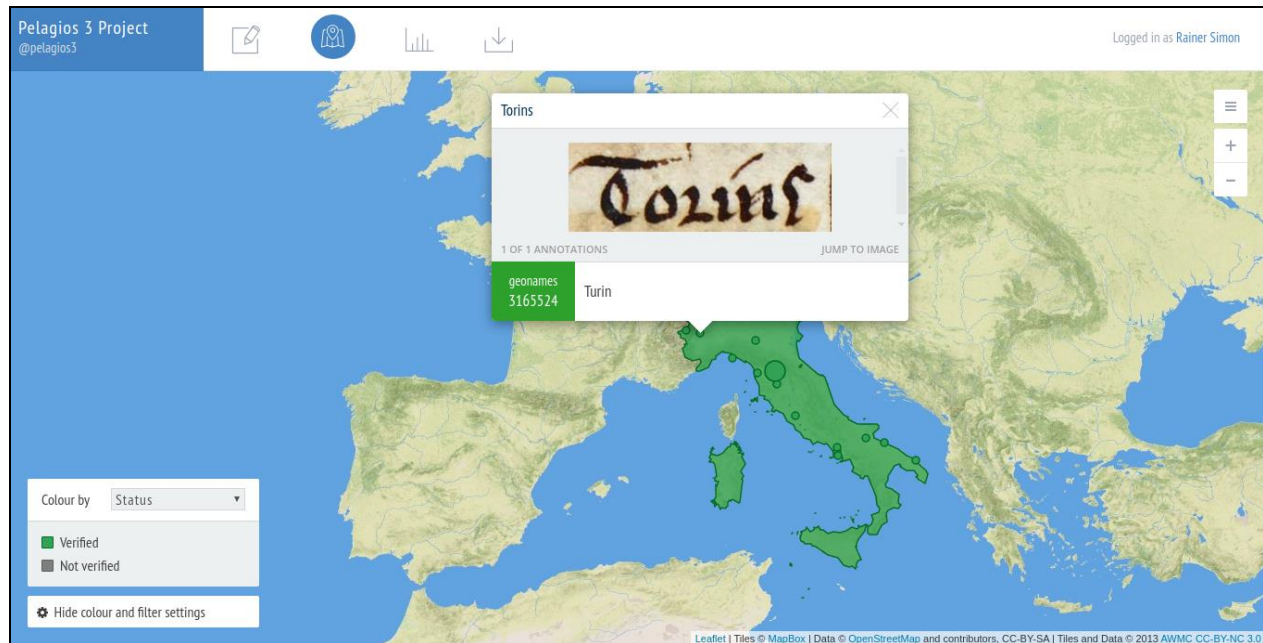 Pelagios 3 Project
@pelagios3
Logged in as Rainer Simon
Torins
Torins
1 OF 1 ANNOTATIONS
JUMP TO IMAGE
geonames
3165524
Turin
+
−
Colour by
Status
Verified
Not verified
Hide colour and filter settings
Leaflet | Tiles © MapBox | Data © OpenStreetMap and contributors, CC-BY-SA | Tiles and Data © 2013 AWMC CC-BY-NC 3.0